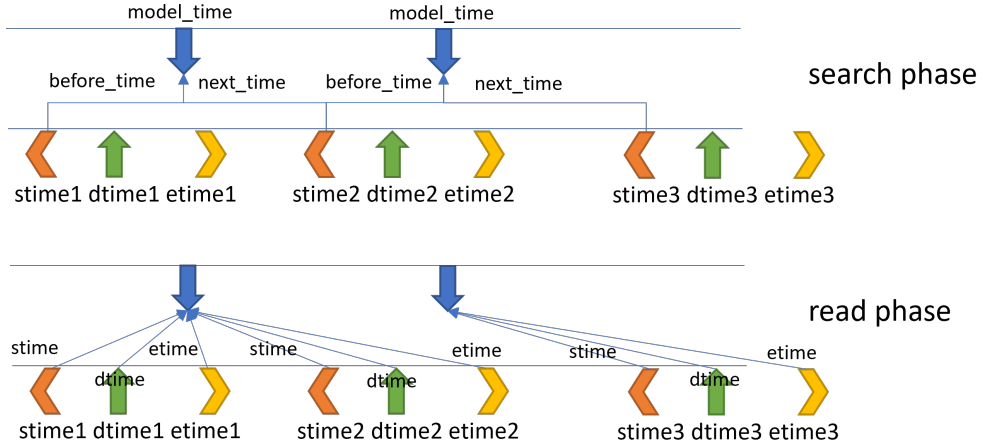 model_time model_time
before_time next_time before_time next_time
search phase
stime1 dtime1 etime1 stime2 dtime2 etime2 stime3 dtime3 etime3
read phase
stime etime stime etime stime etime
dtime dtime dtime
stime1 dtime1 etime1 stime2 dtime2 etime2 stime3 dtime3 etime3